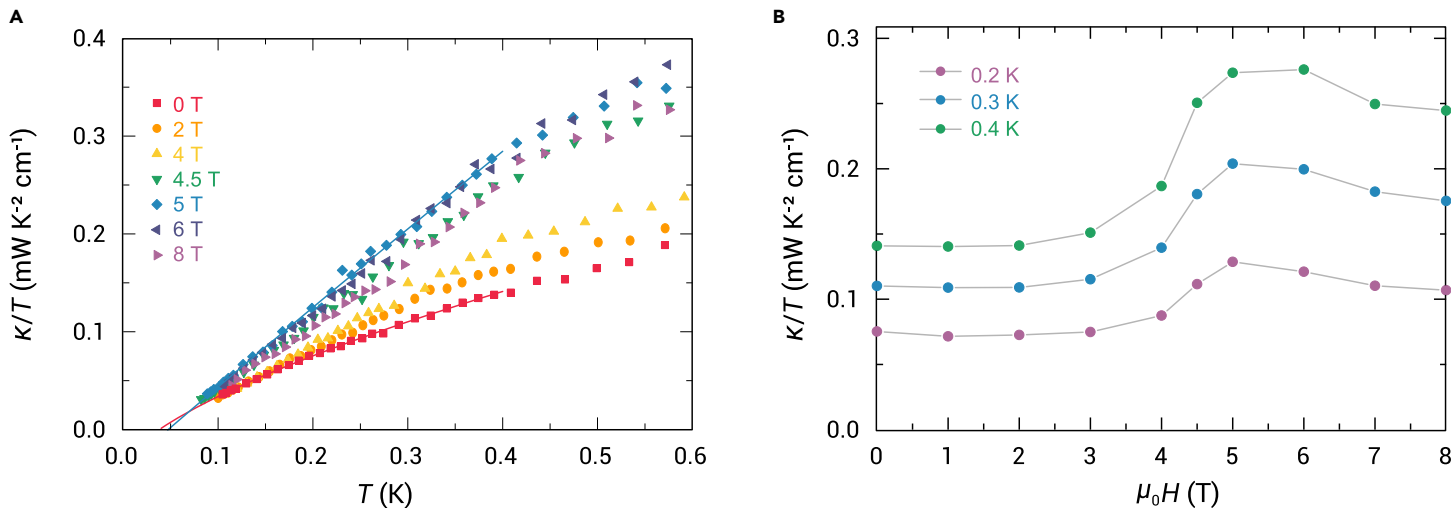 A
0.4
0.3
0.2
0.1
0.0
κ/T (mW K⁻² cm⁻¹)
0 T
2 T
4 T
4.5 T
5 T
6 T
8 T
0.0 0.1 0.2 0.3 0.4 0.5 0.6
T (K)
B
0.3
0.2
0.1
0.0
κ/T (mW K⁻² cm⁻¹)
0.2 K
0.3 K
0.4 K
0 1 2 3 4 5 6 7 8
μ₀H (T)